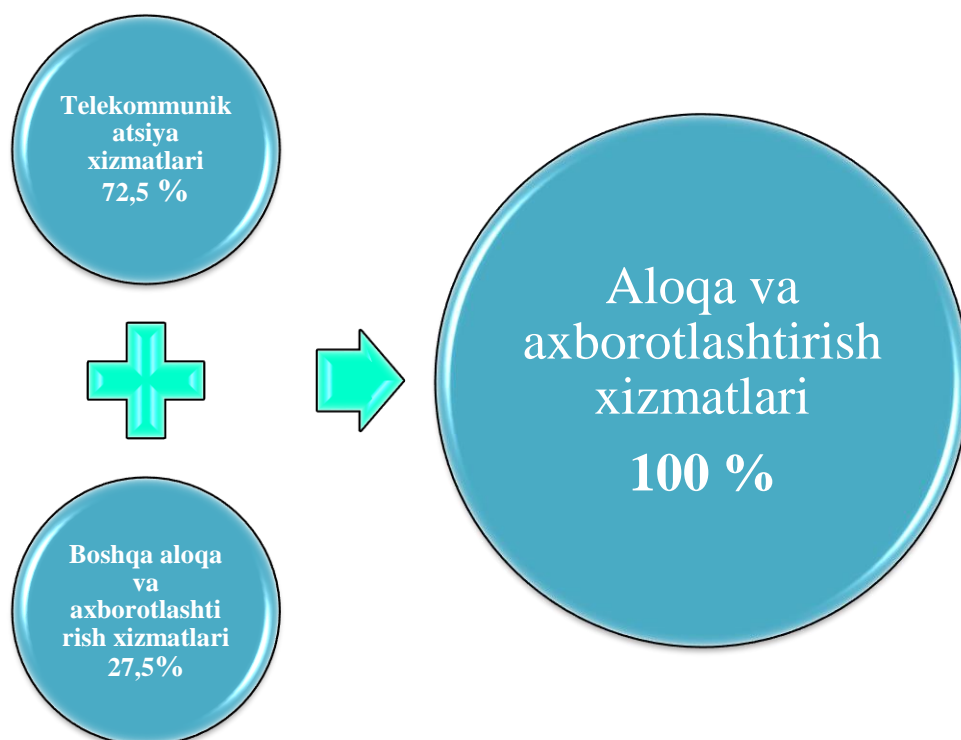 Telekommunik
atsiya
xizmatlari
72,5 %
Boshqa aloqa
va
axborotlashti
rish xizmatlari
27,5%
Aloqa va
axborotlashtirish
xizmatlari
100 %